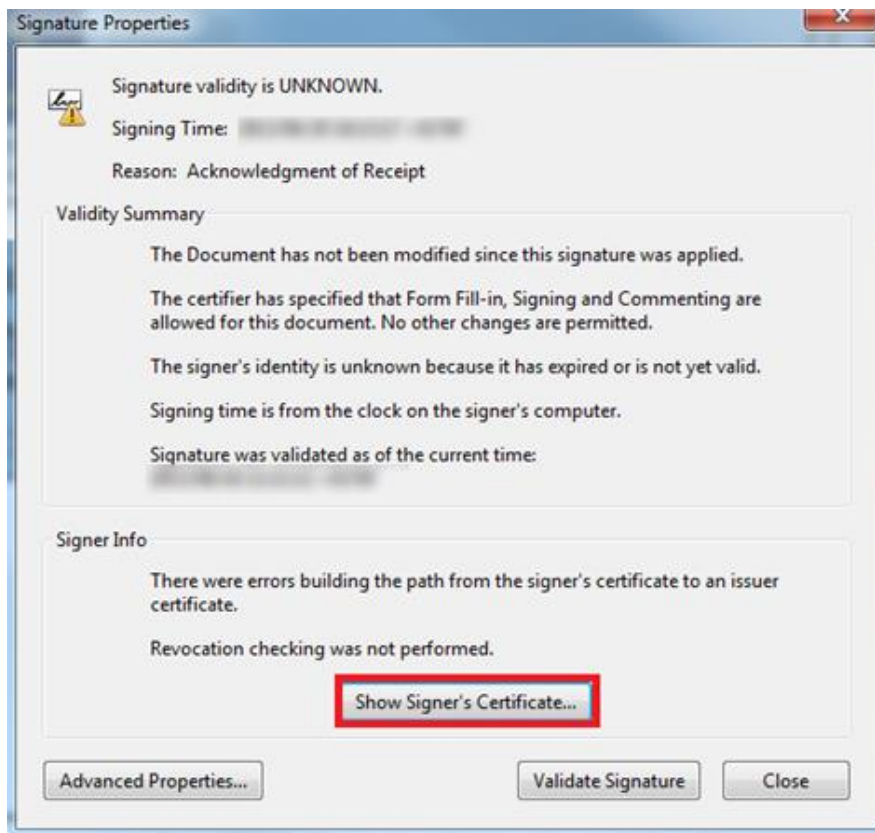 Signature Properties
Signature validity is UNKNOWN.
Signing Time:
Reason: Acknowledgment of Receipt
Validity Summary
The Document has not been modified since this signature was applied.
The certifier has specified that Form Fill-in, Signing and Commenting are
allowed for this document. No other changes are permitted.
The signer's identity is unknown because it has expired or is not yet valid.
Signing time is from the clock on the signer's computer.
Signature was validated as of the current time:
Signer Info
There were errors building the path from the signer's certificate to an issuer
certificate.
Revocation checking was not performed.
Show Signer's Certificate...
Advanced Properties...
Validate Signature
Close